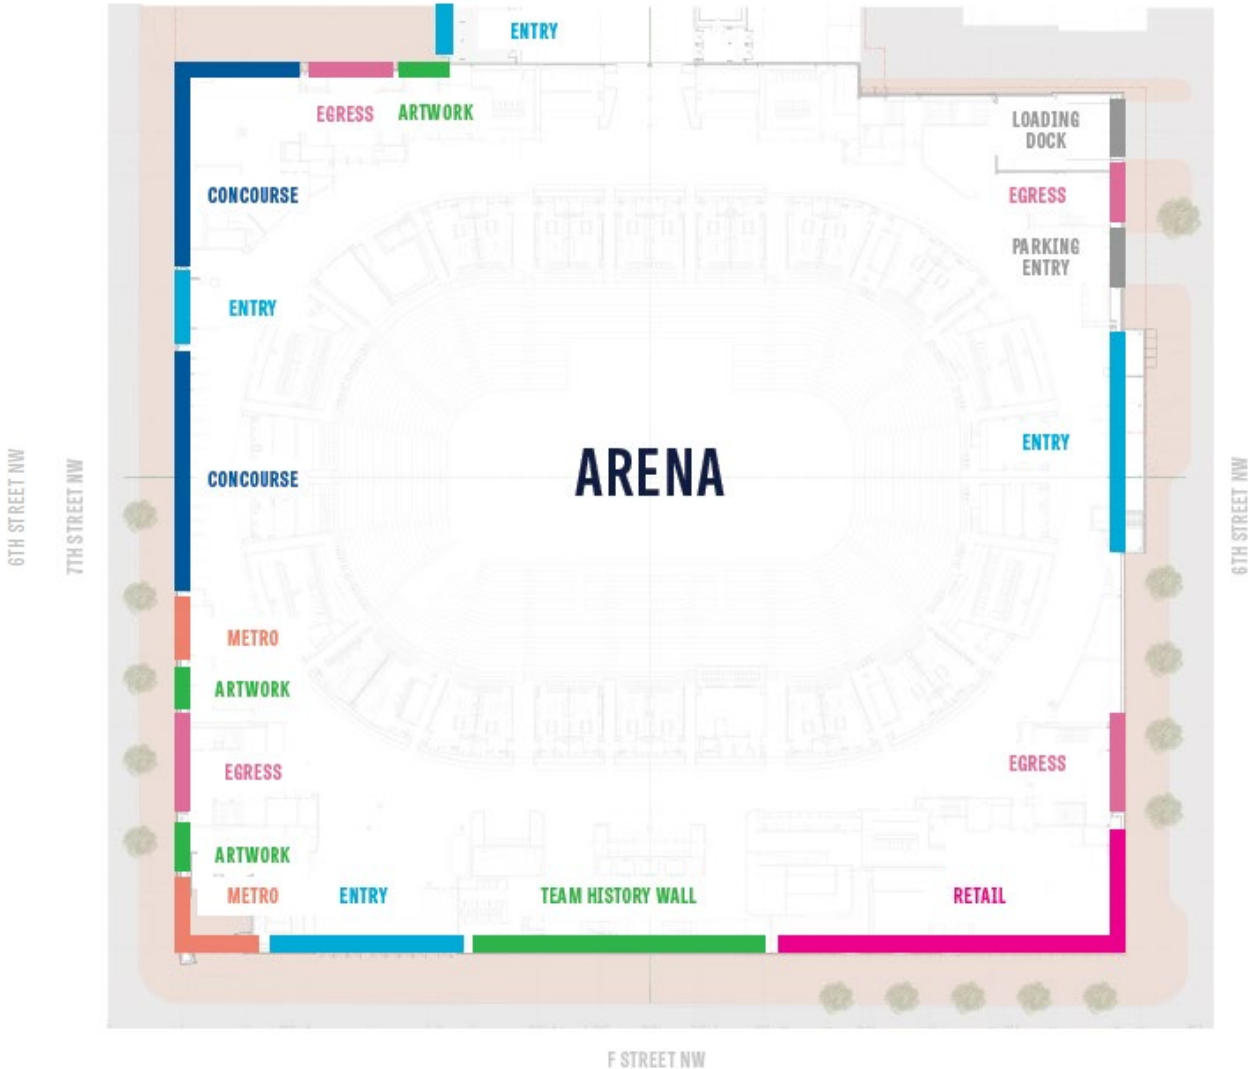 ENTRY
EGRESS
ARTWORK
LOADING
DOCK
CONCOURSE
EGRESS
PARKING
ENTRY
ENTRY
ENTRY
ARENA
CONCOURSE
6TH STREET NW
7TH STREET NW
6TH STREET NW
METRO
ARTWORK
EGRESS
EGRESS
ARTWORK
METRO
ENTRY
TEAM HISTORY WALL
RETAIL
F STREET NW